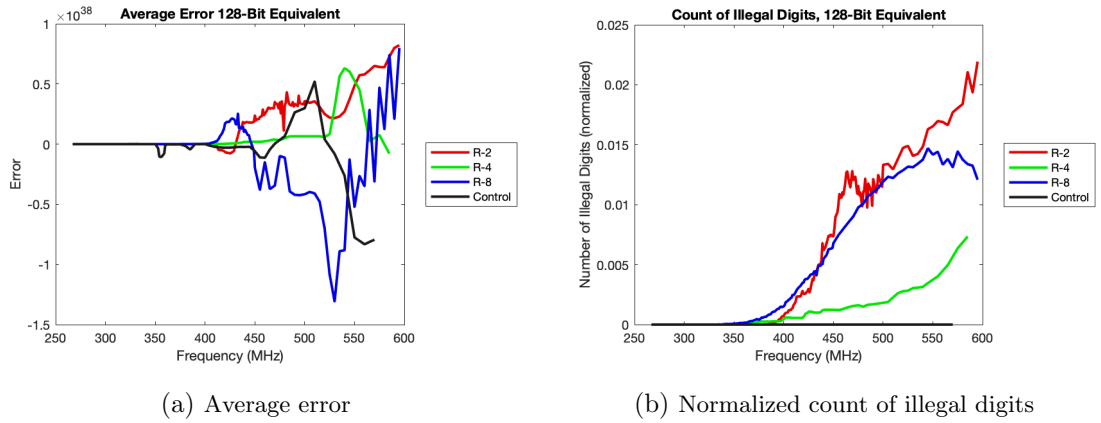 Average Error 128-Bit Equivalent
1 ×10^38
0.5
0
-0.5
-1
-1.5
Error
250 300 350 400 450 500 550 600
Frequency (MHz)
R-2
R-4
R-8
Control
(a) Average error
Count of Illegal Digits, 128-Bit Equivalent
0.025
0.02
0.015
0.01
0.005
0
Number of Illegal Digits (normalized)
250 300 350 400 450 500 550 600
Frequency (MHz)
R-2
R-4
R-8
Control
(b) Normalized count of illegal digits